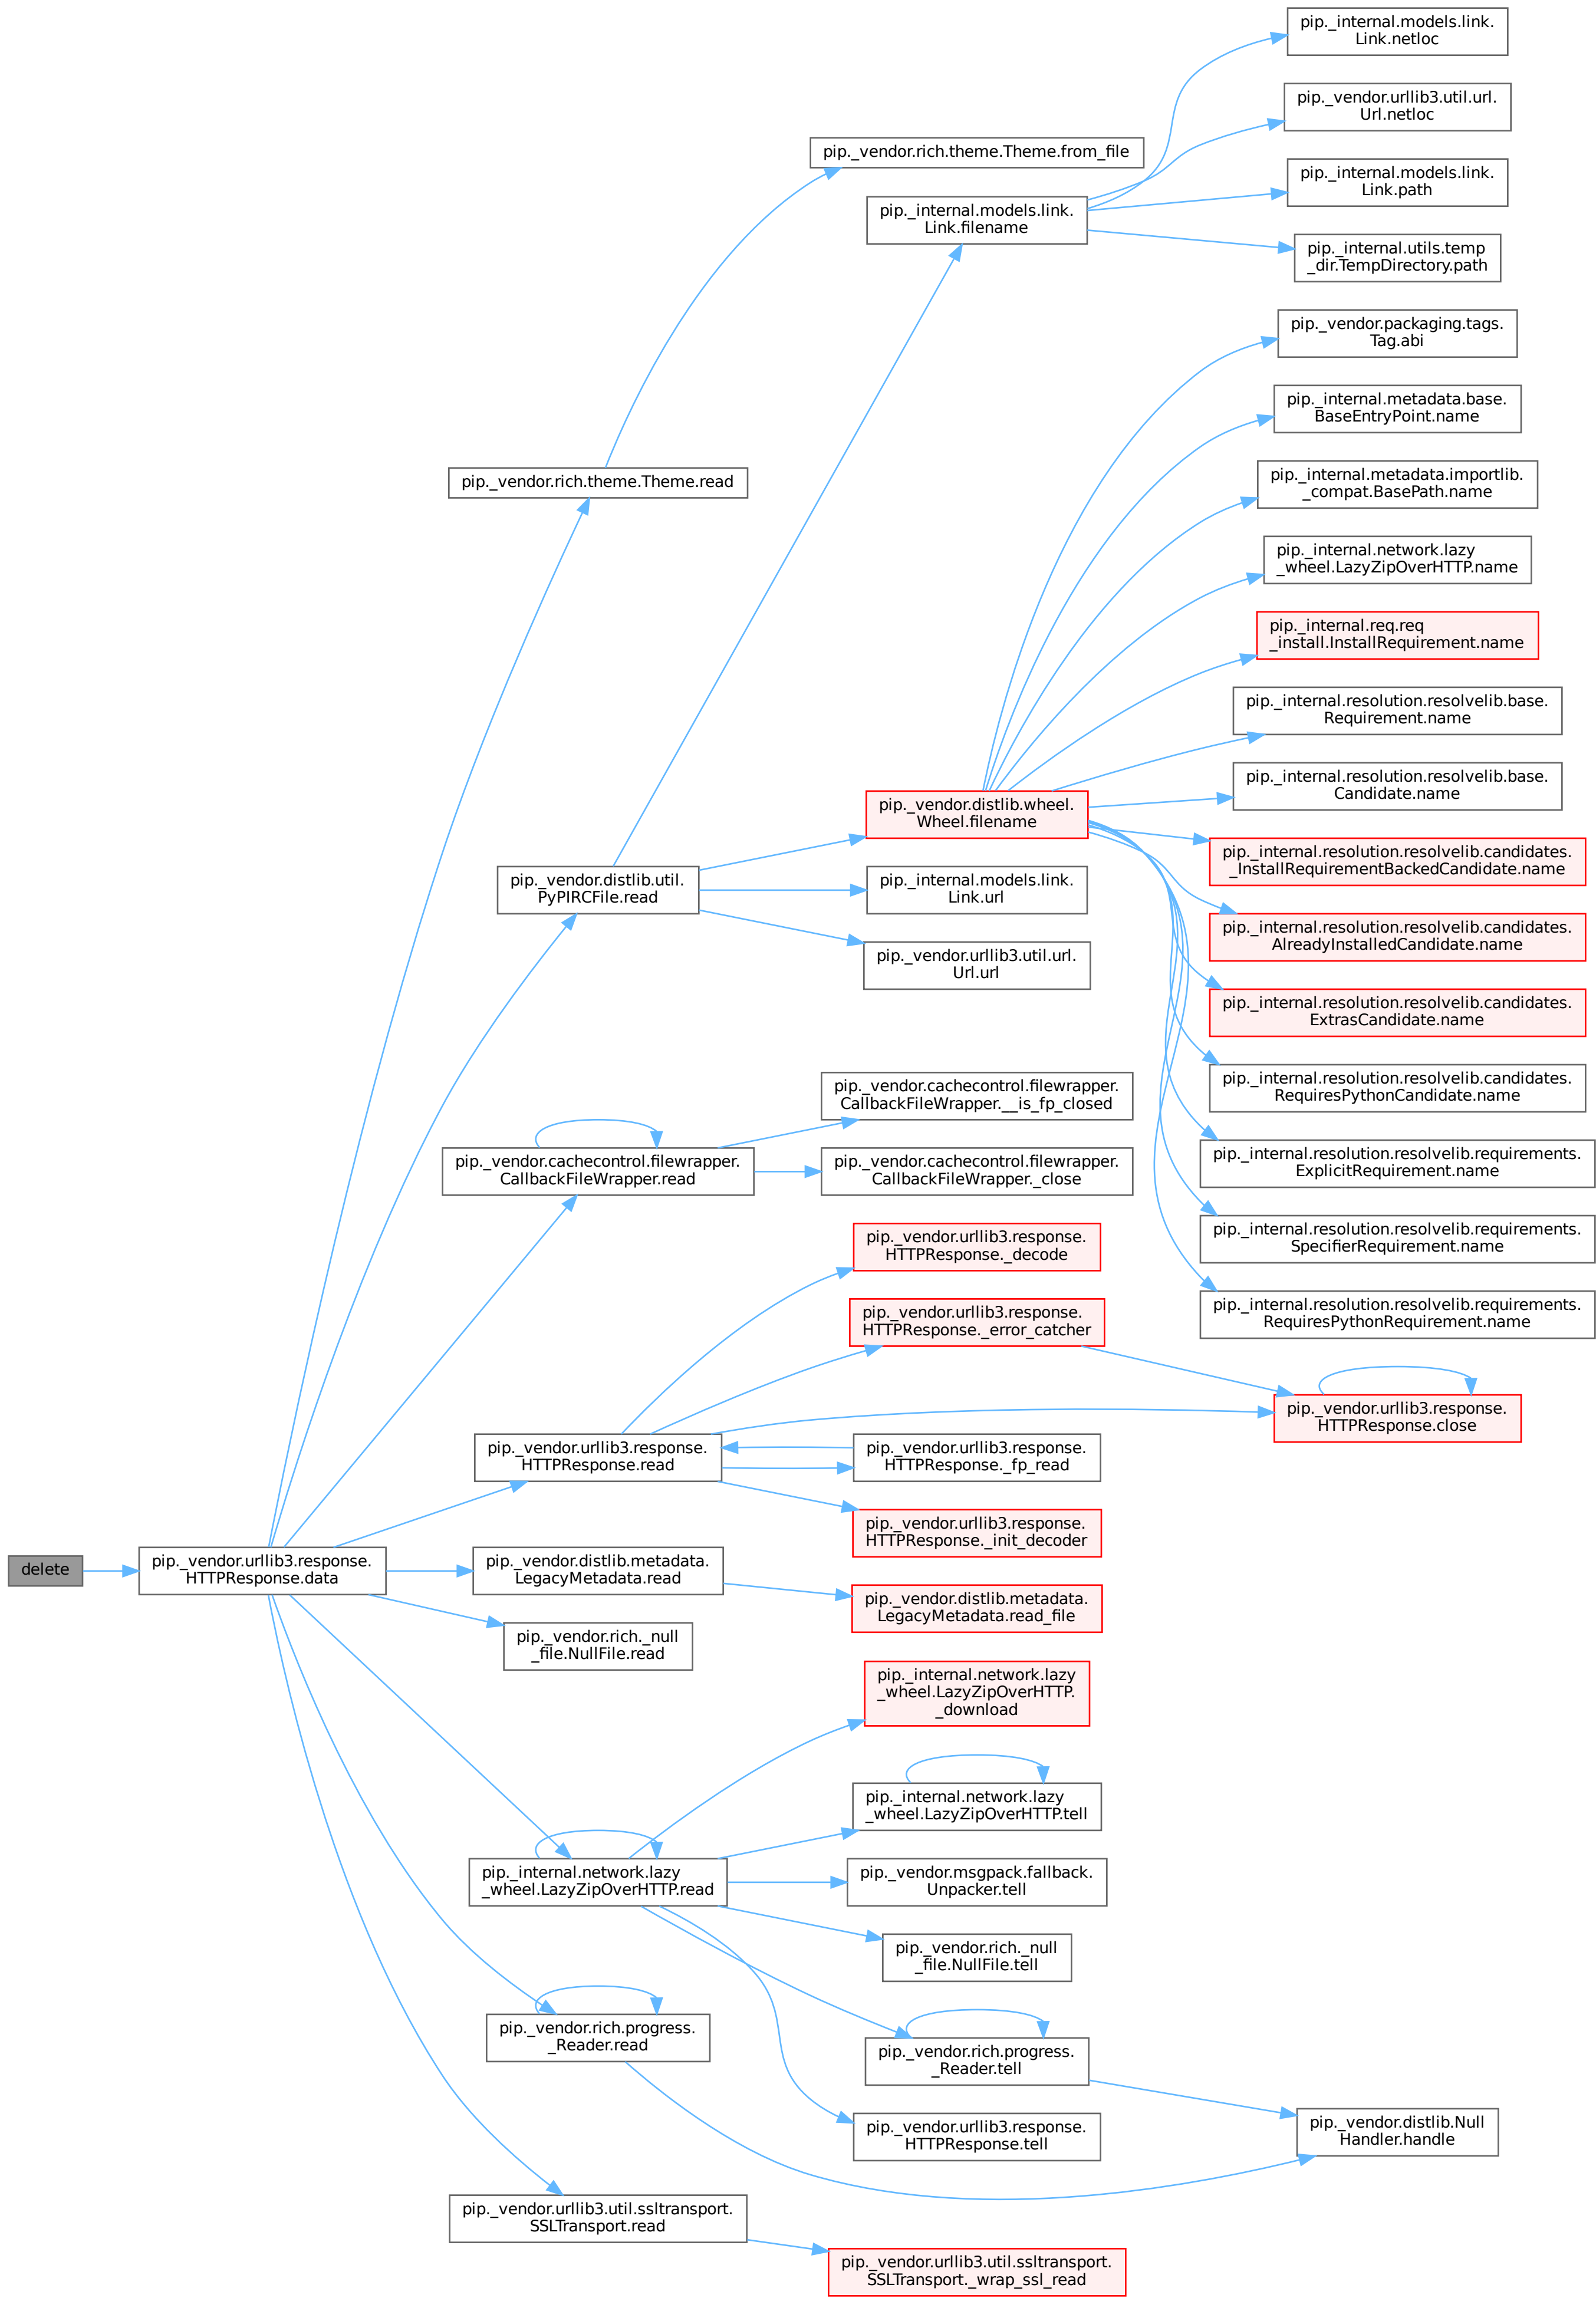 pip._internal.models.link.
Link.netloc
pip._vendor.urllib3.util.url.
Url.netloc
pip._vendor.rich.theme.Theme.from_file
pip._internal.models.link.
Link.path
pip._internal.models.link.
Link.filename
pip._internal.utils.temp
_dir.TempDirectory.path
pip._vendor.packaging.tags.
Tag.abi
pip._internal.metadata.base.
BaseEntryPoint.name
pip._vendor.rich.theme.Theme.read
pip._internal.metadata.importlib.
_compat.BasePath.name
pip._internal.network.lazy
_wheel.LazyZipOverHTTP.name
pip._internal.req.req
_install.InstallRequirement.name
pip._internal.resolution.resolvelib.base.
Requirement.name
pip._internal.resolution.resolvelib.base.
Candidate.name
pip._vendor.distlib.wheel.
Wheel.filename
pip._internal.resolution.resolvelib.candidates.
_InstallRequirementBackedCandidate.name
pip._vendor.distlib.util.
PyPIRCFile.read
pip._internal.models.link.
Link.url
pip._internal.resolution.resolvelib.candidates.
AlreadyInstalledCandidate.name
pip._vendor.urllib3.util.url.
Url.url
pip._internal.resolution.resolvelib.candidates.
ExtrasCandidate.name
pip._internal.resolution.resolvelib.candidates.
RequiresPythonCandidate.name
pip._vendor.cachecontrol.filewrapper.
CallbackFileWrapper.__is_fp_closed
pip._vendor.cachecontrol.filewrapper.
CallbackFileWrapper.read
pip._vendor.cachecontrol.filewrapper.
CallbackFileWrapper._close
pip._internal.resolution.resolvelib.requirements.
ExplicitRequirement.name
pip._internal.resolution.resolvelib.requirements.
SpecifierRequirement.name
pip._vendor.urllib3.response.
HTTPResponse._decode
pip._internal.resolution.resolvelib.requirements.
RequiresPythonRequirement.name
pip._vendor.urllib3.response.
HTTPResponse._error_catcher
pip._vendor.urllib3.response.
HTTPResponse.close
pip._vendor.urllib3.response.
HTTPResponse.read
pip._vendor.urllib3.response.
HTTPResponse._fp_read
pip._vendor.urllib3.response.
HTTPResponse._init_decoder
delete
pip._vendor.urllib3.response.
HTTPResponse.data
pip._vendor.distlib.metadata.
LegacyMetadata.read
pip._vendor.distlib.metadata.
LegacyMetadata.read_file
pip._vendor.rich._null
_file.NullFile.read
pip._internal.network.lazy
_wheel.LazyZipOverHTTP.
_download
pip._internal.network.lazy
_wheel.LazyZipOverHTTP.tell
pip._internal.network.lazy
_wheel.LazyZipOverHTTP.read
pip._vendor.msgpack.fallback.
Unpacker.tell
pip._vendor.rich._null
_file.NullFile.tell
pip._vendor.rich.progress.
_Reader.read
pip._vendor.rich.progress.
_Reader.tell
pip._vendor.urllib3.response.
HTTPResponse.tell
pip._vendor.distlib.Null
Handler.handle
pip._vendor.urllib3.util.ssltransport.
SSLTransport.read
pip._vendor.urllib3.util.ssltransport.
SSLTransport._wrap_ssl_read